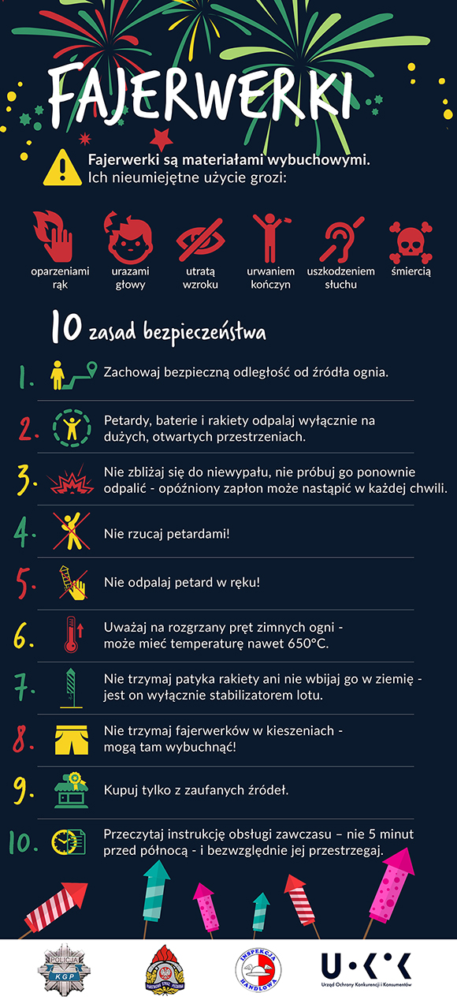 FAJERWERKI
Fajerwerki są materiałami wybuchowymi.
Ich nieumiejętne użycie grozi:
oparzeniami
rąk
urazami
głowy
utratą
wzroku
urwaniem
kończyn
uszkodzeniem
słuchu
śmiercią
10 zasad bezpieczeństwa
1. Zachowaj bezpieczną odległość od źródła ognia.
2. Petardy, baterie i rakiety odpalaj wyłącznie na
dużych, otwartych przestrzeniach.
3. Nie zbliżaj się do niewypału, nie próbuj go ponownie
odpalić - opóźniony zapłon może nastąpić w każdej chwili.
4. Nie rzucaj petardami!
5. Nie odpalaj petard w ręku!
6. Uważaj na rozgrzany pręt zimnych ogni -
może mieć temperaturę nawet 650°C.
7. Nie trzymaj patyka rakiety ani nie wbijaj go w ziemię -
jest on wyłącznie stabilizatorem lotu.
8. Nie trzymaj fajerwerków w kieszeniach -
mogą tam wybuchnąć!
9. Kupuj tylko z zaufanych źródeł.
10. Przeczytaj instrukcję obsługi zawczasu – nie 5 minut
przed północą - i bezwzględnie jej przestrzegaj.
POLICJA
KGP
PAŃSTWOWA STRAŻ POŻARNA
INSPEKCJA
HANDLOWA
UOKiK
Urząd Ochrony Konkurencji i Konsumentów